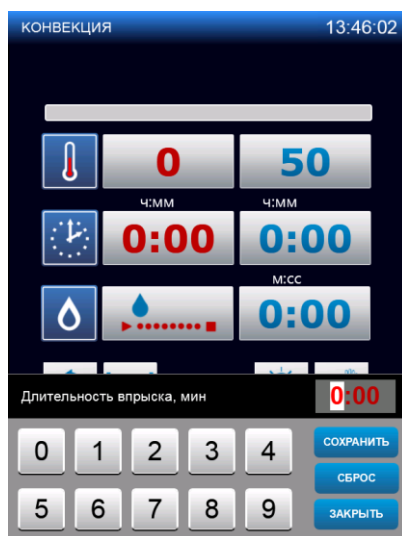 КОНВЕКЦИЯ 13:46:02
0 50
ч:мм ч:мм
0:00 0:00
м:сс
0:00
Длительность впрыска, мин 0:00
0 1 2 3 4 СОХРАНИТЬ
СБРОС
5 6 7 8 9 ЗАКРЫТЬ